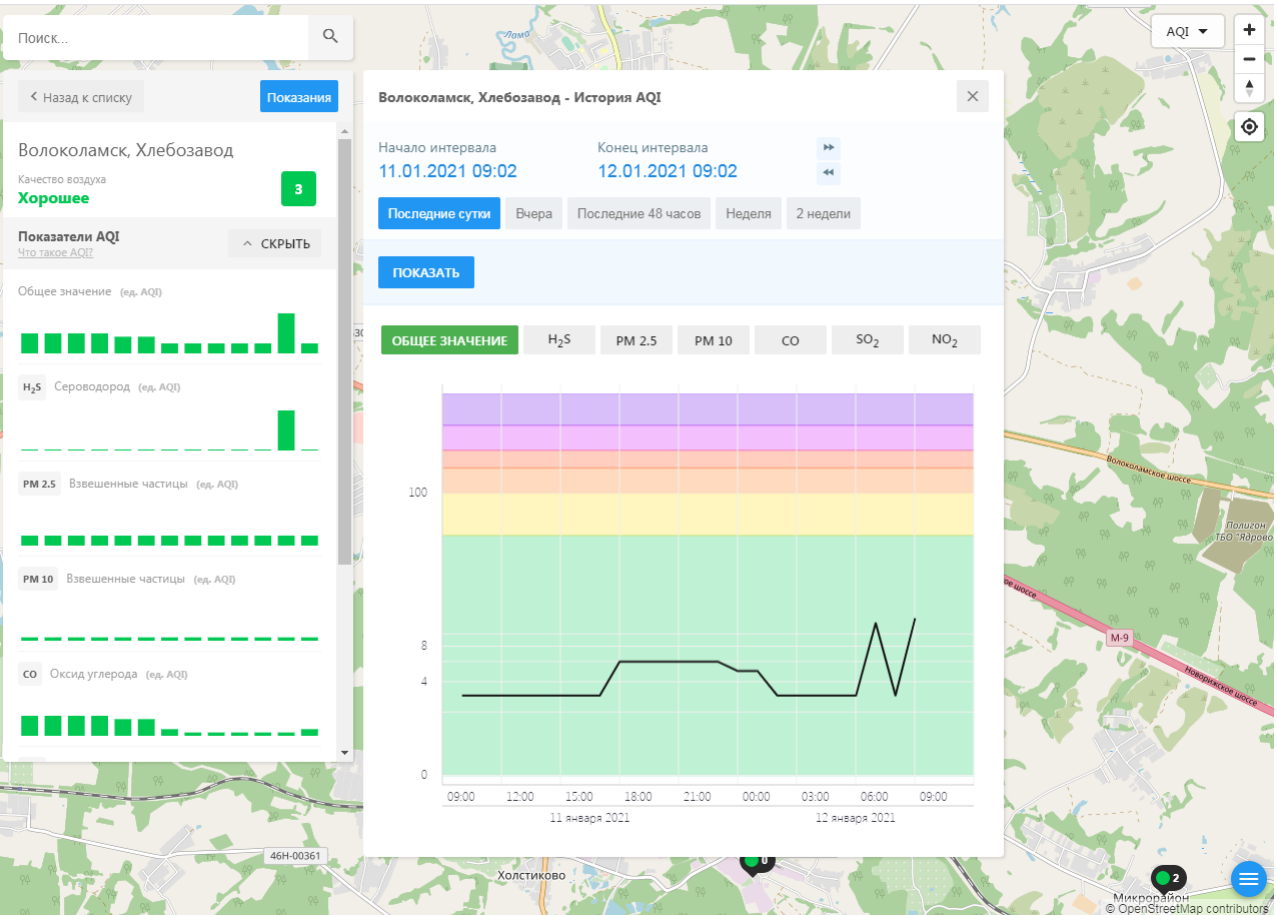 Поиск...
AQI
Назад к списку
Показания
Волоколамск, Хлебозавод
Качество воздуха
Хорошее
3
Показатели AQI
Что такое AQI?
СКРЫТЬ
Общее значение (ед. AQI)
H₂S Сероводород (ед. AQI)
PM 2.5 Взвешенные частицы (ед. AQI)
PM 10 Взвешенные частицы (ед. AQI)
CO Оксид углерода (ед. AQI)
Волоколамск, Хлебозавод - История AQI
Начало интервала
11.01.2021 09:02
Конец интервала
12.01.2021 09:02
Последние сутки
Вчера
Последние 48 часов
Неделя
2 недели
ПОКАЗАТЬ
ОБЩЕЕ ЗНАЧЕНИЕ
H₂S
PM 2.5
PM 10
CO
SO₂
NO₂
100
8
4
0
09:00 12:00 15:00 18:00 21:00 00:00 03:00 06:00 09:00
11 января 2021
12 января 2021
Лама
Волоколамское шоссе
Полигон
ТБО "Ядрово"
М-9
Новорижское шоссе
46Н-00361
Холстиково
0
2
Микрорайон
© OpenStreetMap contributors